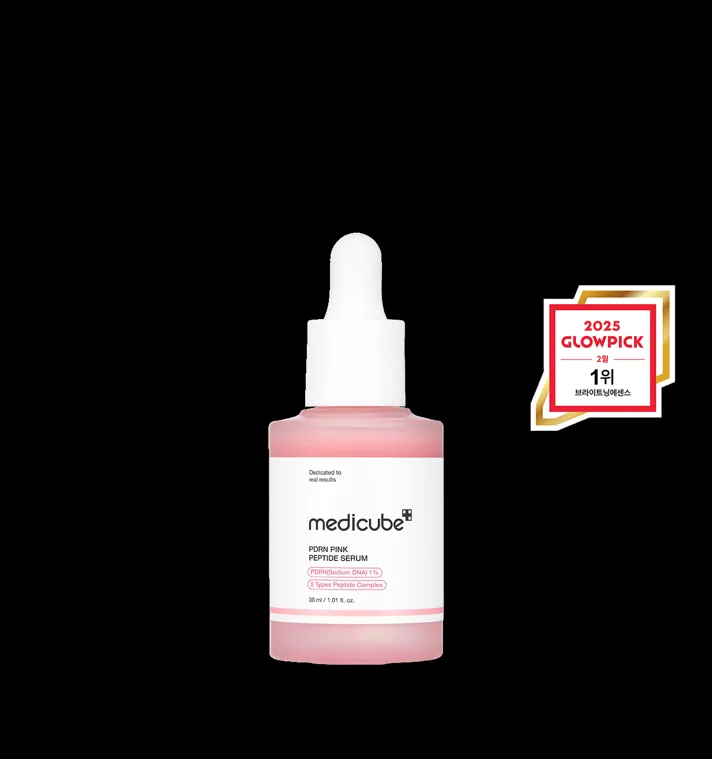 Dedicated to
real results
medicube
PDRN PINK
PEPTIDE SERUM
PDRN(Sodium DNA) 1%
5 Types Peptide Complex
30 ml / 1.01 fl. oz.
2025
GLOWPICK
2월
1위
브라이트닝에센스